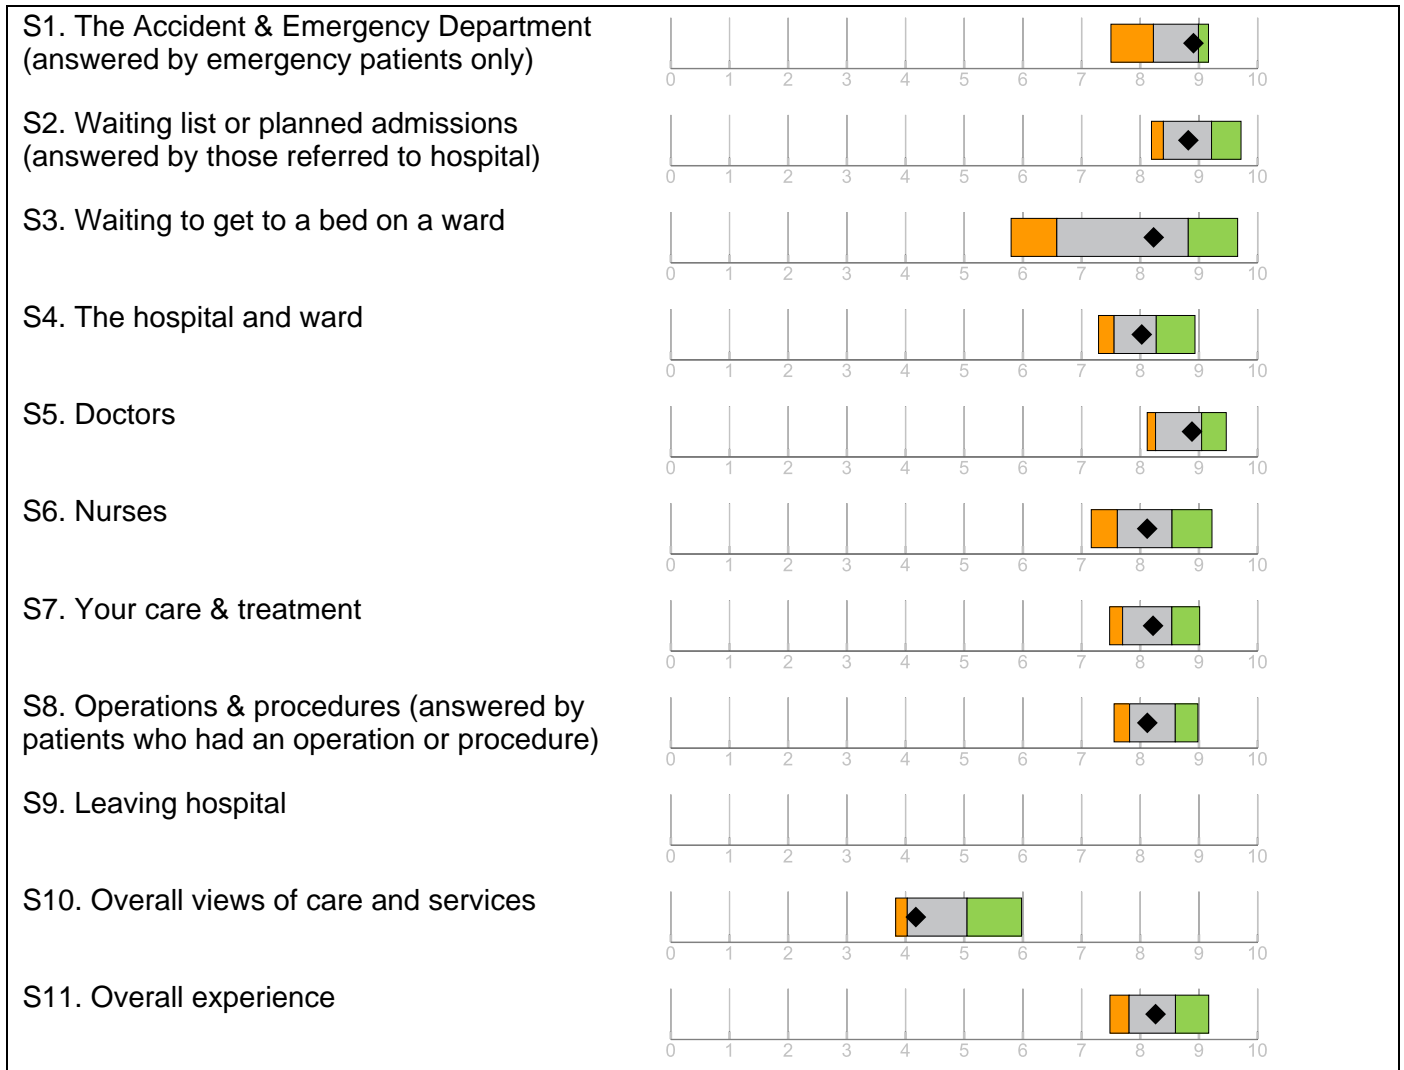 S1. The Accident & Emergency Department
(answered by emergency patients only)
0 1 2 3 4 5 6 7 8 9 10
S2. Waiting list or planned admissions
(answered by those referred to hospital)
0 1 2 3 4 5 6 7 8 9 10
S3. Waiting to get to a bed on a ward
0 1 2 3 4 5 6 7 8 9 10
S4. The hospital and ward
0 1 2 3 4 5 6 7 8 9 10
S5. Doctors
0 1 2 3 4 5 6 7 8 9 10
S6. Nurses
0 1 2 3 4 5 6 7 8 9 10
S7. Your care & treatment
0 1 2 3 4 5 6 7 8 9 10
S8. Operations & procedures (answered by
patients who had an operation or procedure)
0 1 2 3 4 5 6 7 8 9 10
S9. Leaving hospital
0 1 2 3 4 5 6 7 8 9 10
S10. Overall views of care and services
0 1 2 3 4 5 6 7 8 9 10
S11. Overall experience
0 1 2 3 4 5 6 7 8 9 10